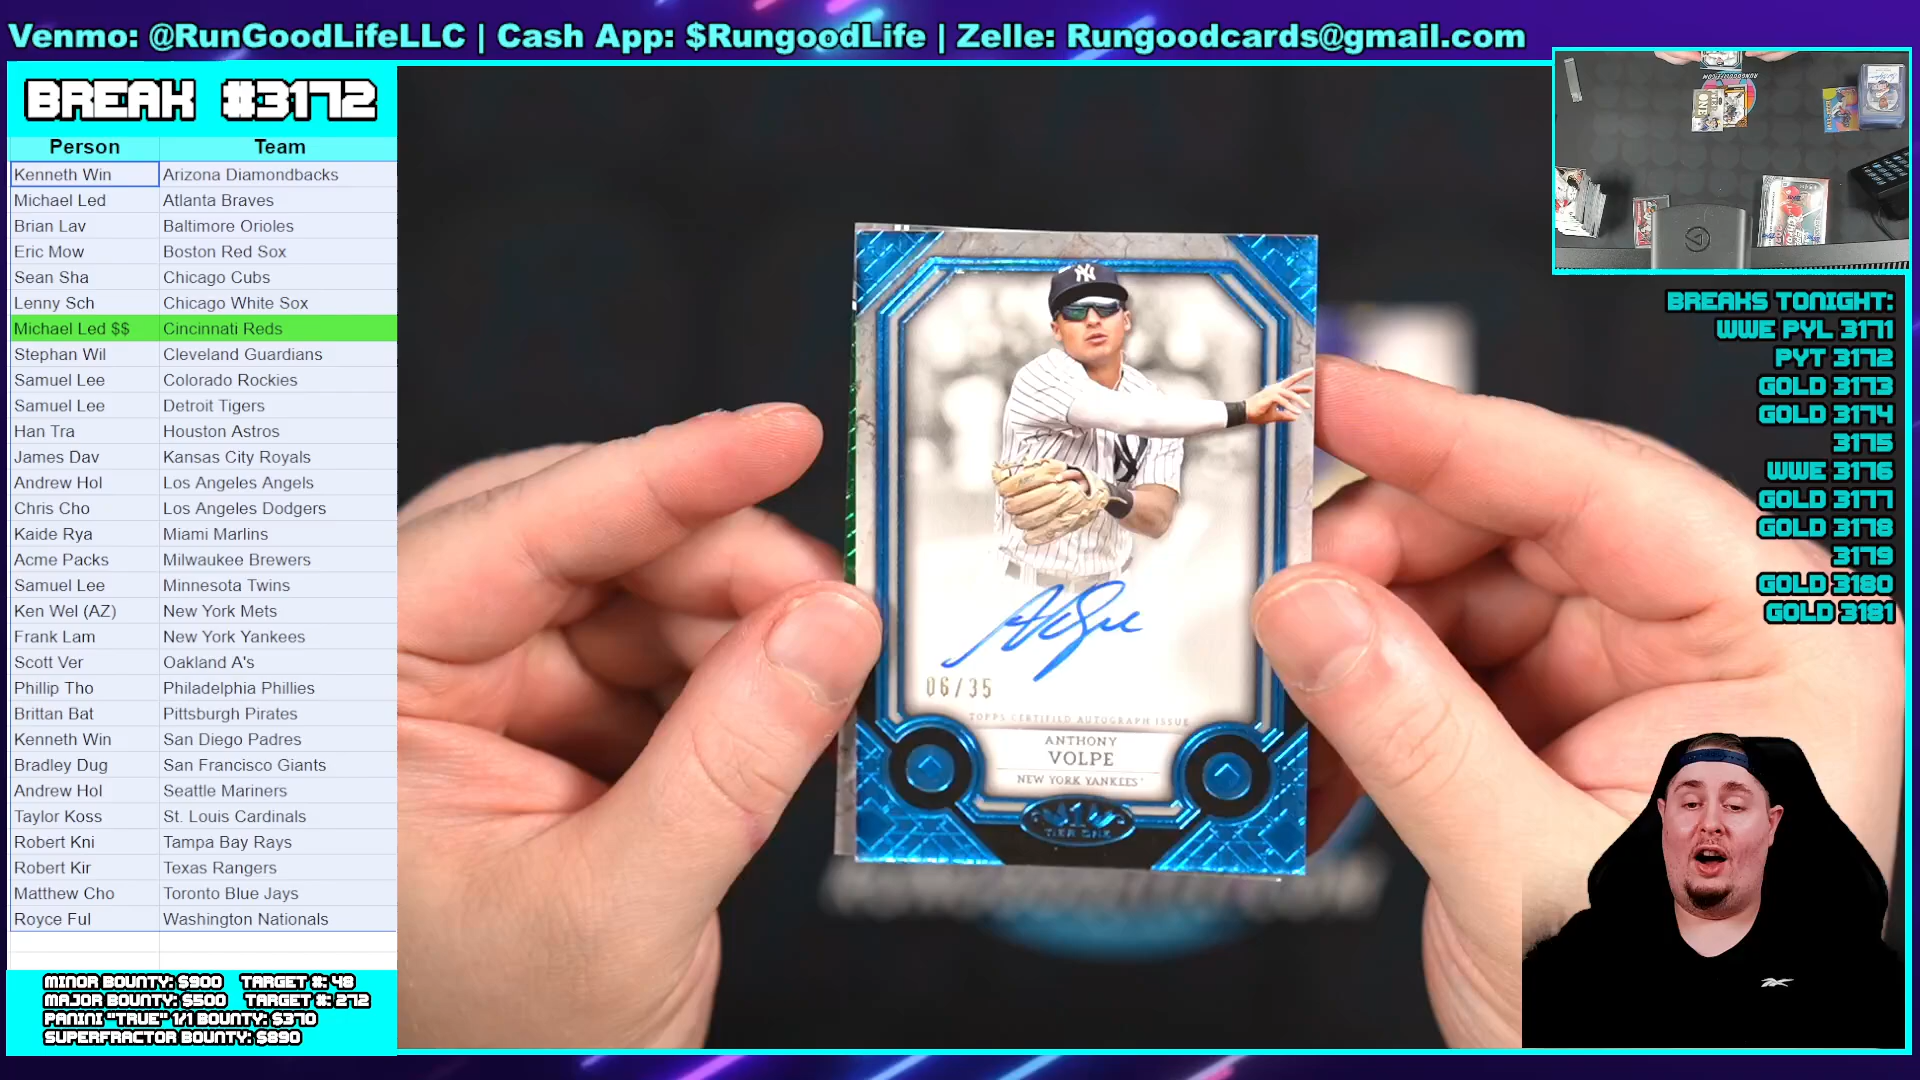 Venmo: @RunGoodLifeLLC | Cash App: $RungoodLife | Zelle: Rungoodcards@gmail.com
BREAK #3172
Person Team
Kenneth Win Arizona Diamondbacks
Michael Led Atlanta Braves
Brian Lav Baltimore Orioles
Eric Mow Boston Red Sox
Sean Sha Chicago Cubs
Lenny Sch Chicago White Sox
Michael Led $$ Cincinnati Reds
Stephan Wil Cleveland Guardians
Samuel Lee Colorado Rockies
Samuel Lee Detroit Tigers
Han Tra Houston Astros
James Dav Kansas City Royals
Andrew Hol Los Angeles Angels
Chris Cho Los Angeles Dodgers
Kaide Rya Miami Marlins
Acme Packs Milwaukee Brewers
Samuel Lee Minnesota Twins
Ken Wel (AZ) New York Mets
Frank Lam New York Yankees
Scott Ver Oakland A's
Phillip Tho Philadelphia Phillies
Brittan Bat Pittsburgh Pirates
Kenneth Win San Diego Padres
Bradley Dug San Francisco Giants
Andrew Hol Seattle Mariners
Taylor Koss St. Louis Cardinals
Robert Kni Tampa Bay Rays
Robert Kir Texas Rangers
Matthew Cho Toronto Blue Jays
Royce Ful Washington Nationals
MINOR BOUNTY: $900 TARGET #: 48
MAJOR BOUNTY: $500 TARGET #: 272
PANINI "TRUE" 1/1 BOUNTY: $370
SUPERFRACTOR BOUNTY: $890
NY
06/35
TOPPS CERTIFIED AUTOGRAPH ISSUE
ANTHONY
VOLPE
NEW YORK YANKEES
1
TIER ONE
BREAKS TONIGHT:
WWE PYL 3171
PYT 3172
GOLD 3173
GOLD 3174
3175
WWE 3176
GOLD 3177
GOLD 3178
3179
GOLD 3180
GOLD 3181